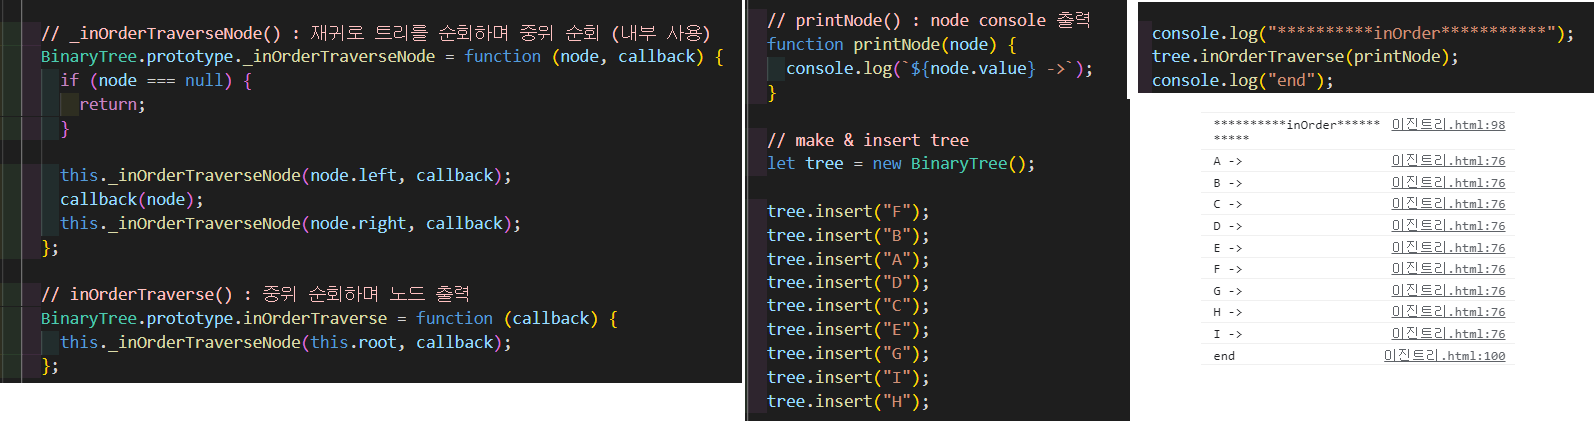 // _inOrderTraverseNode() : 재귀로 트리를 순회하며 중위 순회 (내부 사용)
BinaryTree.prototype._inOrderTraverseNode = function (node, callback) {
if (node === null) {
return;
}
this._inOrderTraverseNode(node.left, callback);
callback(node);
this._inOrderTraverseNode(node.right, callback);
};
// inOrderTraverse() : 중위 순회하며 노드 출력
BinaryTree.prototype.inOrderTraverse = function (callback) {
this._inOrderTraverseNode(this.root, callback);
};
// printNode() : node console 출력
function printNode(node) {
console.log(`${node.value} ->`);
}
// make & insert tree
let tree = new BinaryTree();
tree.insert("F");
tree.insert("B");
tree.insert("A");
tree.insert("D");
tree.insert("C");
tree.insert("E");
tree.insert("G");
tree.insert("I");
tree.insert("H");
console.log("**********inOrder***********");
tree.inOrderTraverse(printNode);
console.log("end");
**********inOrder****** 이진트리.html:98
*****
A -> 이진트리.html:76
B -> 이진트리.html:76
C -> 이진트리.html:76
D -> 이진트리.html:76
E -> 이진트리.html:76
F -> 이진트리.html:76
G -> 이진트리.html:76
H -> 이진트리.html:76
I -> 이진트리.html:76
end 이진트리.html:100